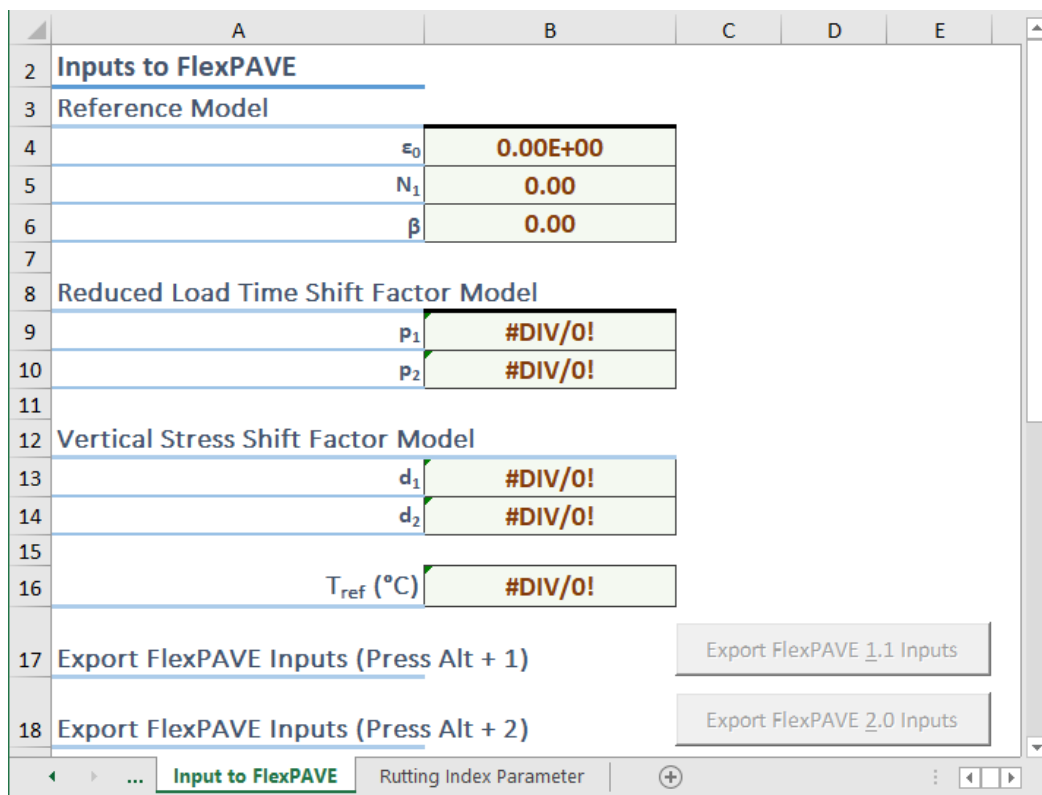 A B C D E
2 Inputs to FlexPAVE
3 Reference Model
4 ε₀ 0.00E+00
5 N₁ 0.00
6 β 0.00
7
8 Reduced Load Time Shift Factor Model
9 p₁ #DIV/0!
10 p₂ #DIV/0!
11
12 Vertical Stress Shift Factor Model
13 d₁ #DIV/0!
14 d₂ #DIV/0!
15
16 T_ref (°C) #DIV/0!
17 Export FlexPAVE Inputs (Press Alt + 1) Export FlexPAVE 1.1 Inputs
18 Export FlexPAVE Inputs (Press Alt + 2) Export FlexPAVE 2.0 Inputs
... Input to FlexPAVE Rutting Index Parameter